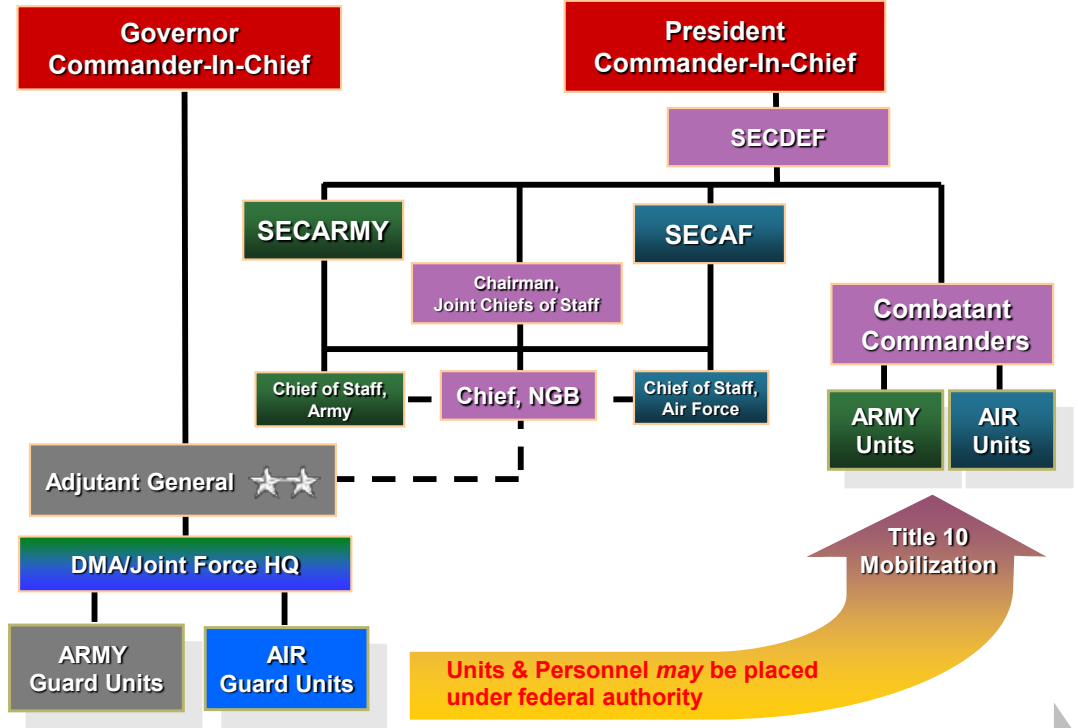 Governor
Commander-In-Chief
President
Commander-In-Chief
SECDEF
SECARMY
SECAF
Chairman,
Joint Chiefs of Staff
Combatant
Commanders
Chief of Staff,
Army
Chief, NGB
Chief of Staff,
Air Force
ARMY
Units
AIR
Units
Adjutant General
DMA/Joint Force HQ
Title 10
Mobilization
ARMY
Guard Units
AIR
Guard Units
Units & Personnel may be placed
under federal authority